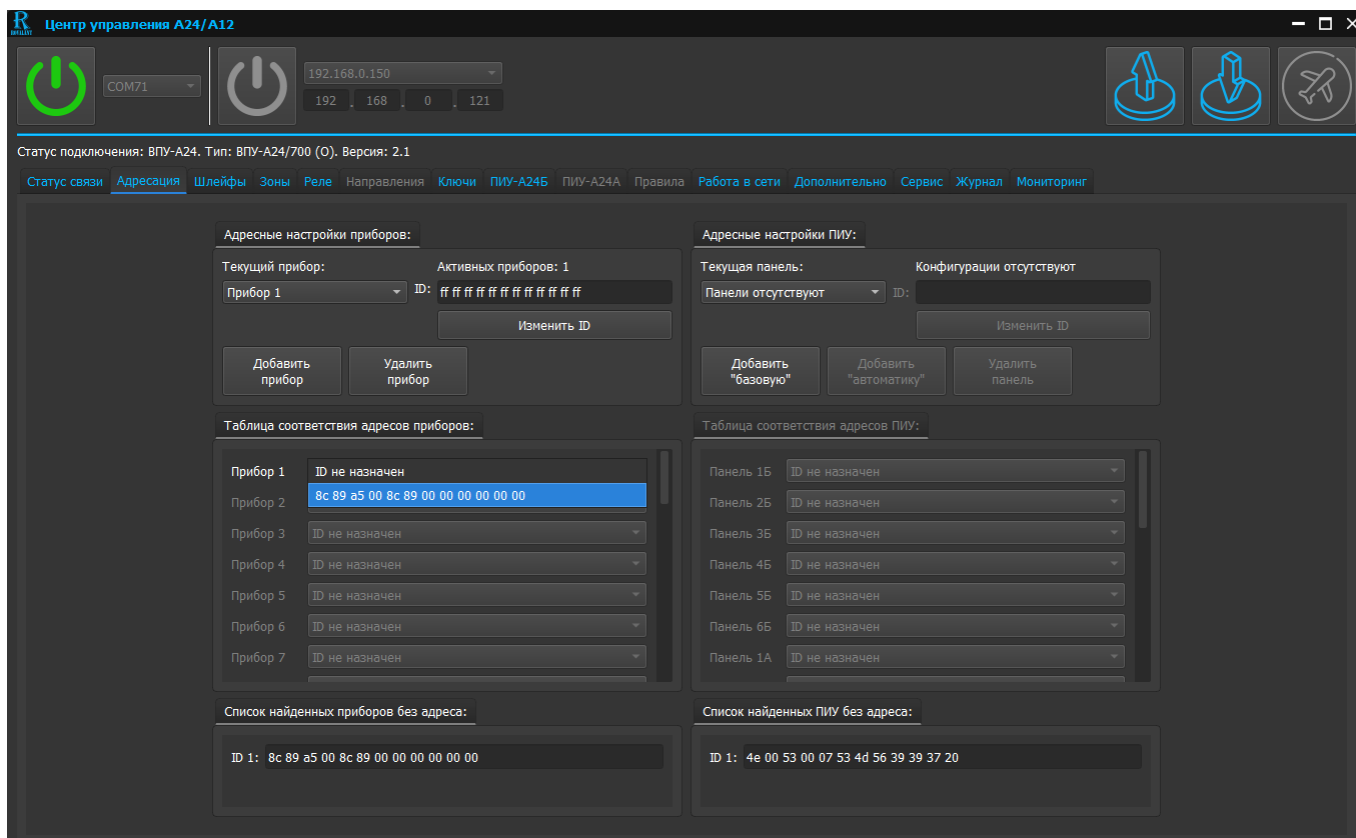 Центр управления A24/A12
COM71
192.168.0.150
192 . 168 . 0 . 121
Статус подключения: ВПУ-А24. Тип: ВПУ-А24/700 (О). Версия: 2.1
Статус связи Адресация Шлейфы Зоны Реле Направления Ключи ПИУ-А24Б ПИУ-А24А Правила Работа в сети Дополнительно Сервис Журнал Мониторинг
Адресные настройки приборов:
Текущий прибор: Активных приборов: 1
Прибор 1 ID: ff ff ff ff ff ff ff ff ff ff ff ff
Изменить ID
Добавить прибор
Удалить прибор
Адресные настройки ПИУ:
Текущая панель: Конфигурации отсутствуют
Панели отсутствуют ID:
Изменить ID
Добавить "базовую"
Добавить "автоматику"
Удалить панель
Таблица соответствия адресов приборов:
Прибор 1 ID не назначен
8c 89 a5 00 8c 89 00 00 00 00 00 00
Прибор 2
Прибор 3 ID не назначен
Прибор 4 ID не назначен
Прибор 5 ID не назначен
Прибор 6 ID не назначен
Прибор 7 ID не назначен
Таблица соответствия адресов ПИУ:
Панель 1Б ID не назначен
Панель 2Б ID не назначен
Панель 3Б ID не назначен
Панель 4Б ID не назначен
Панель 5Б ID не назначен
Панель 6Б ID не назначен
Панель 1А ID не назначен
Список найденных приборов без адреса:
ID 1: 8c 89 a5 00 8c 89 00 00 00 00 00 00
Список найденных ПИУ без адреса:
ID 1: 4e 00 53 00 07 53 4d 56 39 39 37 20